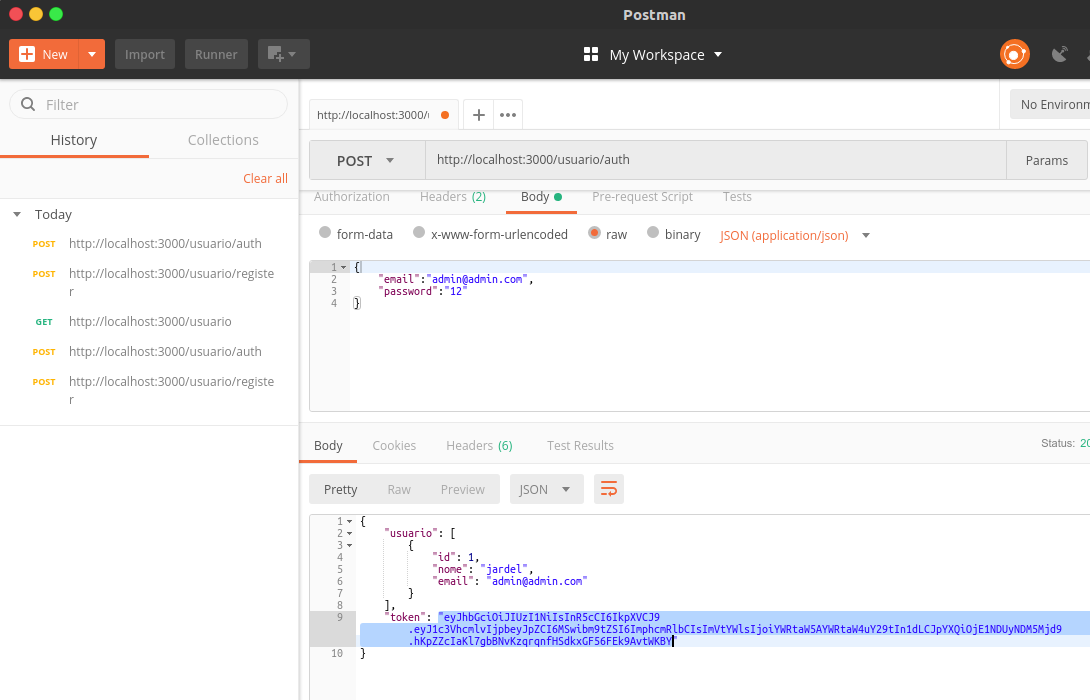 Postman
New
Import
Runner
My Workspace
Filter
History
Collections
Clear all
Today
POST http://localhost:3000/usuario/auth
POST http://localhost:3000/usuario/registe
r
GET http://localhost:3000/usuario
POST http://localhost:3000/usuario/auth
POST http://localhost:3000/usuario/registe
r
http://localhost:3000/
No Environm
POST http://localhost:3000/usuario/auth Params
Authorization Headers (2) Body Pre-request Script Tests
form-data x-www-form-urlencoded raw binary JSON (application/json)
1 {
2 "email":"admin@admin.com",
3 "password":"12"
4 }
Body Cookies Headers (6) Test Results Status: 20
Pretty Raw Preview JSON
1 {
2 "usuario": [
3 {
4 "id": 1,
5 "nome": "jardel",
6 "email": "admin@admin.com"
7 }
8 ],
9 "token": "eyJhbGciOiJIUzI1NiIsInR5cCI6IkpXVCJ9
.eyJ1c3VhcmlvIjpbeyJpZCI6MSwibm9tZSI6ImphcmRlbCIsImVtYWlsIjoiYWRtaW5AYWRtaW4uY29tIn1dLCJpYXQiOjE1NDUyNDM5Mjd9
.hKpZZcIaKl7gbBNvKzqrqnfHSdkxGF56FEk9AvtWKBY"
10 }